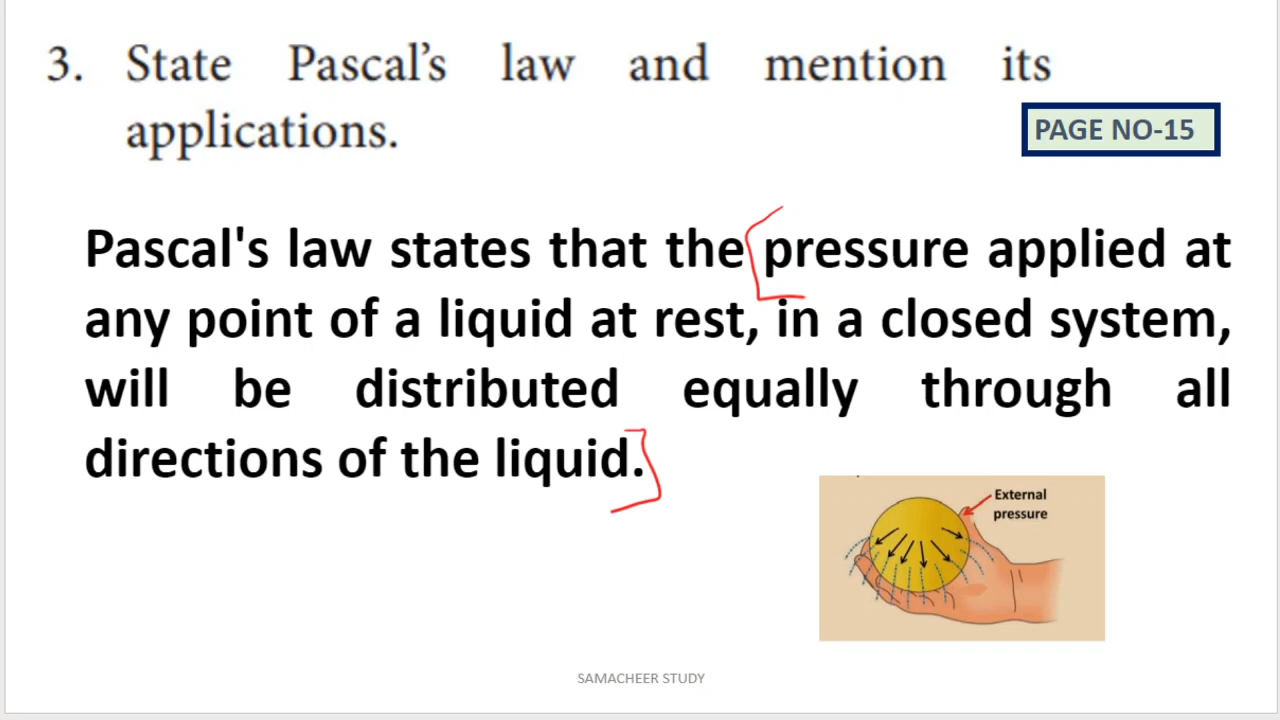 3. State Pascal's law and mention its
applications.
PAGE NO-15
Pascal's law states that the pressure applied at
any point of a liquid at rest, in a closed system,
will be distributed equally through all
directions of the liquid.
External
pressure
SAMACHEER STUDY